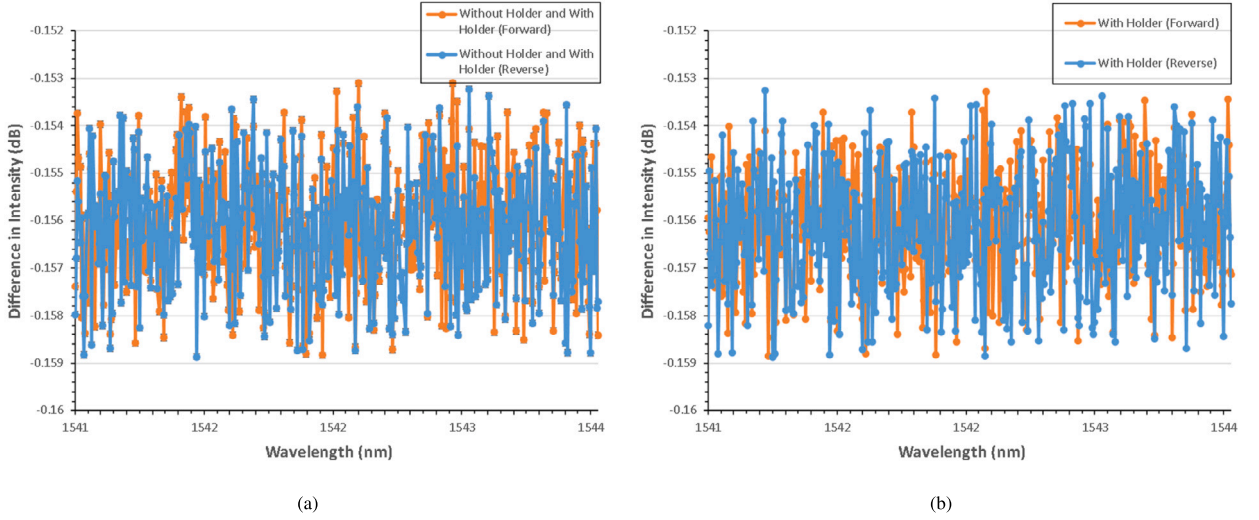 Without Holder and With
Holder (Forward)
Without Holder and With
Holder (Reverse)
-0.152
-0.153
-0.154
-0.155
-0.156
-0.157
-0.158
-0.159
-0.16
Difference in Intensity (dB)
1541
1542
1542
1543
1544
Wavelength (nm)
(a)
With Holder (Forward)
With Holder (Reverse)
-0.152
-0.153
-0.154
-0.155
-0.156
-0.157
-0.158
-0.159
-0.16
Difference in Intensity (dB)
1541
1542
1542
1543
1544
Wavelength (nm)
(b)